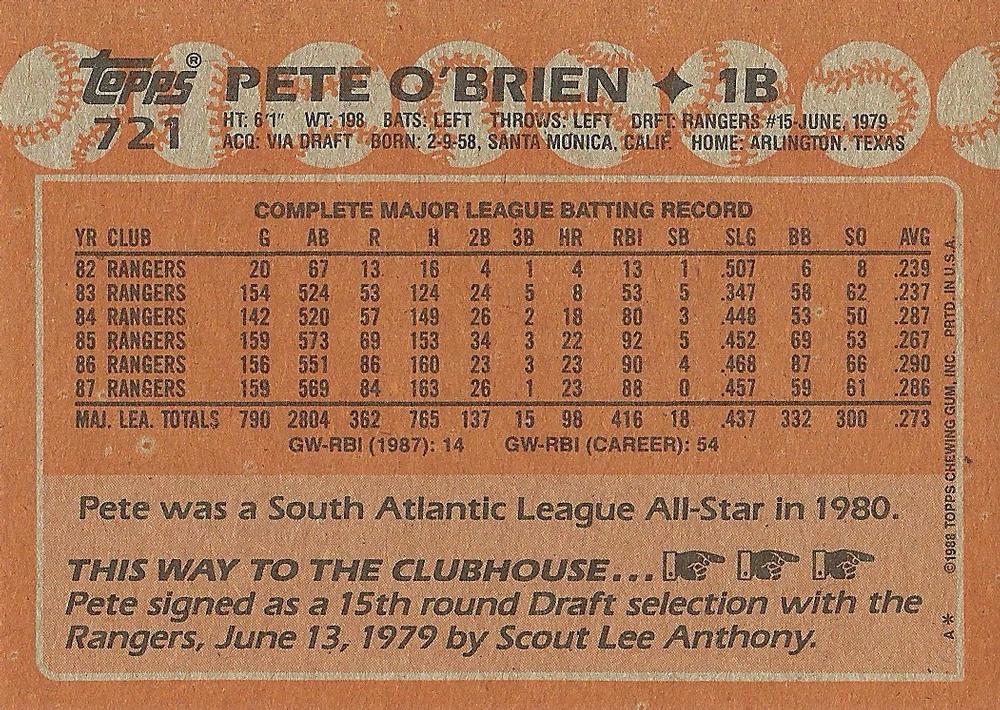 Topps® PETE O'BRIEN ✦ 1B
721 HT: 6'1" WT: 198 BATS: LEFT THROWS: LEFT DRFT: RANGERS #15-JUNE, 1979
ACQ: VIA DRAFT BORN: 2-9-58, SANTA MONICA, CALIF. HOME: ARLINGTON, TEXAS
COMPLETE MAJOR LEAGUE BATTING RECORD
YR CLUB G AB R H 2B 3B HR RBI SB SLG BB SO AVG
82 RANGERS 20 67 13 16 4 1 4 13 1 .507 6 8 .239
83 RANGERS 154 524 53 124 24 5 8 53 5 .347 58 62 .237
84 RANGERS 142 520 57 149 26 2 18 80 3 .448 53 50 .287
85 RANGERS 159 573 69 153 34 3 22 92 5 .452 69 53 .267
86 RANGERS 156 551 86 160 23 3 23 90 4 .468 87 66 .290
87 RANGERS 159 569 84 163 26 1 23 88 0 .457 59 61 .286
MAJ. LEA. TOTALS 790 2804 362 765 137 15 98 416 18 .437 332 300 .273
GW-RBI (1987): 14 GW-RBI (CAREER): 54
Pete was a South Atlantic League All-Star in 1980.
THIS WAY TO THE CLUBHOUSE...
Pete signed as a 15th round Draft selection with the
Rangers, June 13, 1979 by Scout Lee Anthony.
A* ©1988 TOPPS CHEWING GUM, INC. PRTD. IN U.S.A.